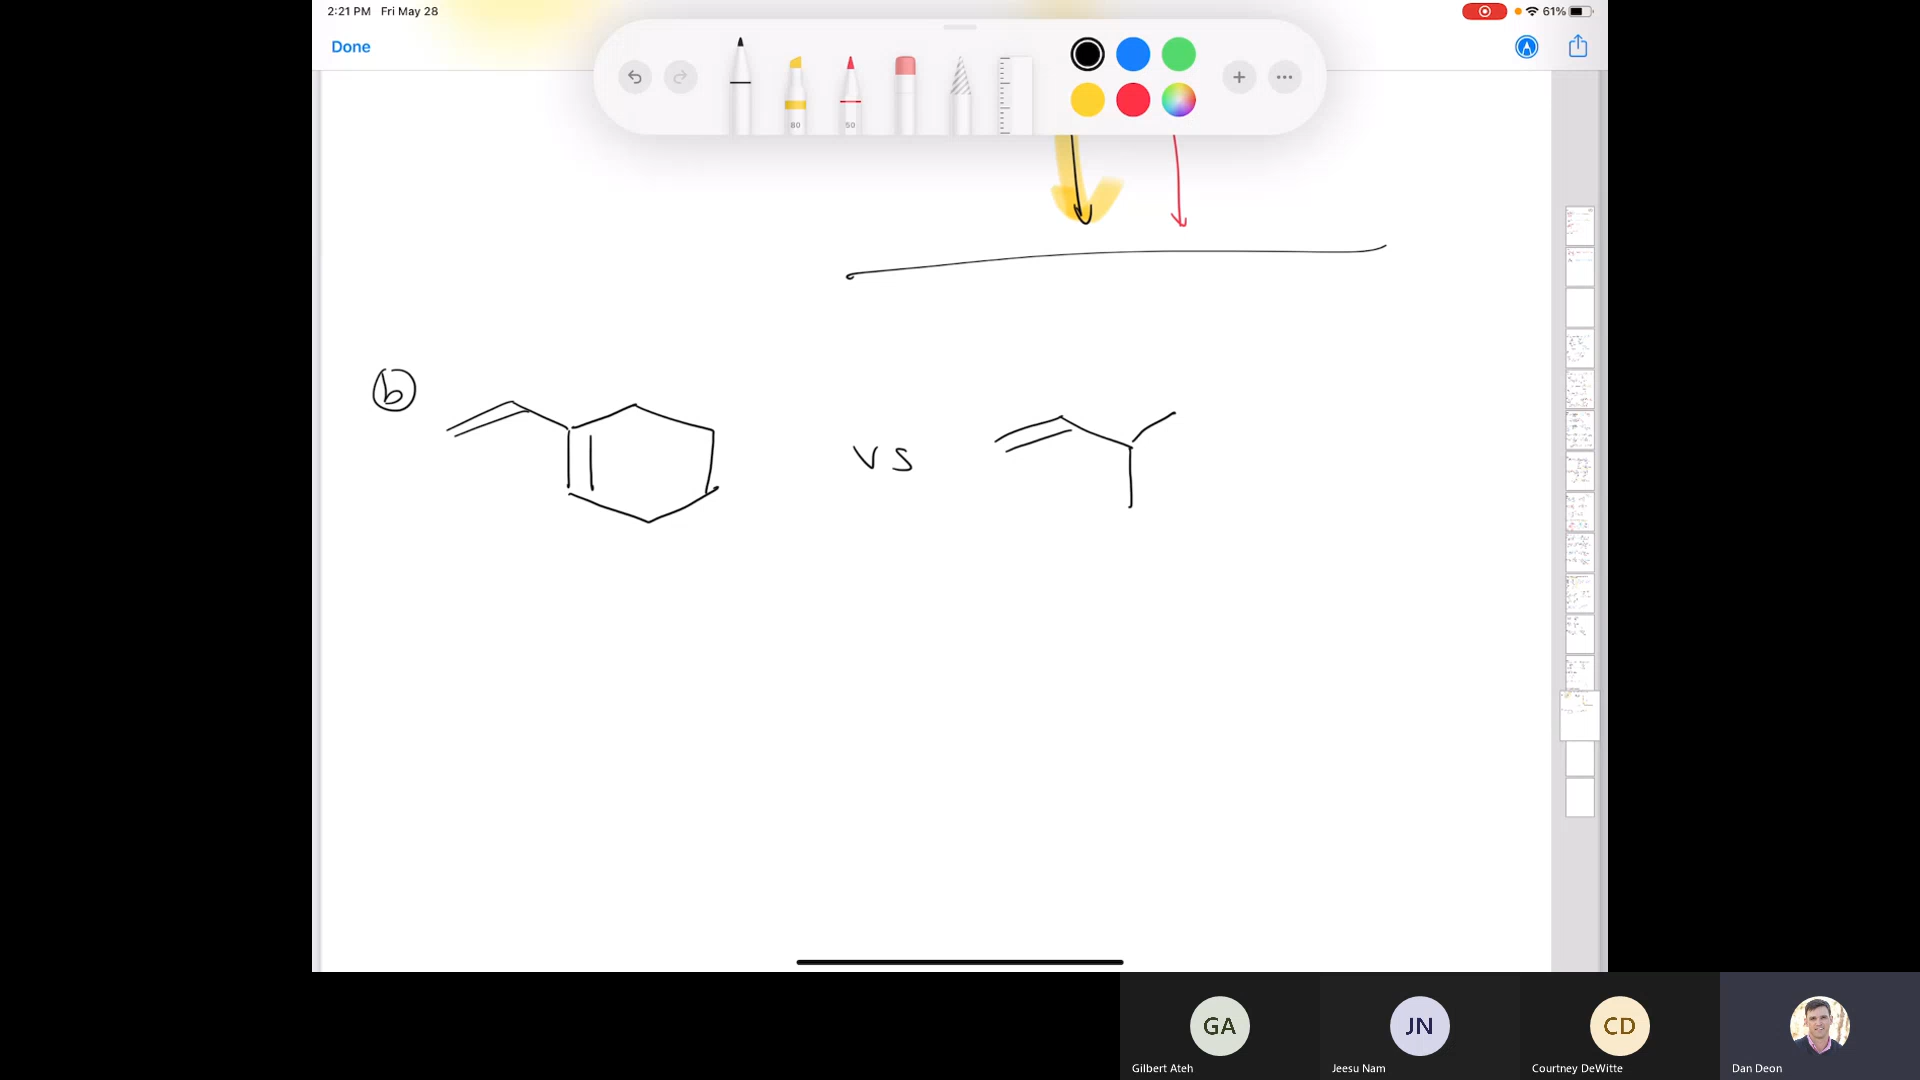 2:21 PM Fri May 28
61%
Done
80
50
b
vs
GA
JN
CD
Gilbert Ateh
Jeesu Nam
Courtney DeWitte
Dan Deon